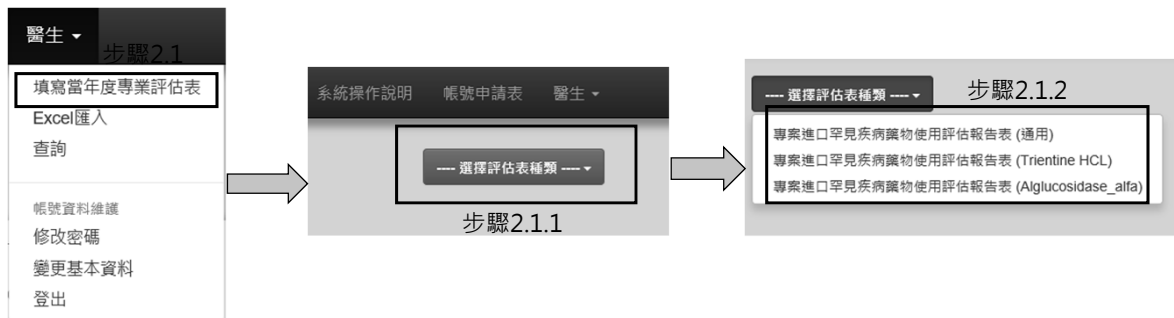 醫生
步驟2.1
填寫當年度專業評估表
Excel匯入
查詢
帳號資料維護
修改密碼
變更基本資料
登出
系統操作說明 帳號申請表 醫生
---- 選擇評估表種類 ----
步驟2.1.1
---- 選擇評估表種類 ----
步驟2.1.2
專案進口罕見疾病藥物使用評估報告表 (通用)
專案進口罕見疾病藥物使用評估報告表 (Trientine HCL)
專案進口罕見疾病藥物使用評估報告表 (Alglucosidase_alfa)